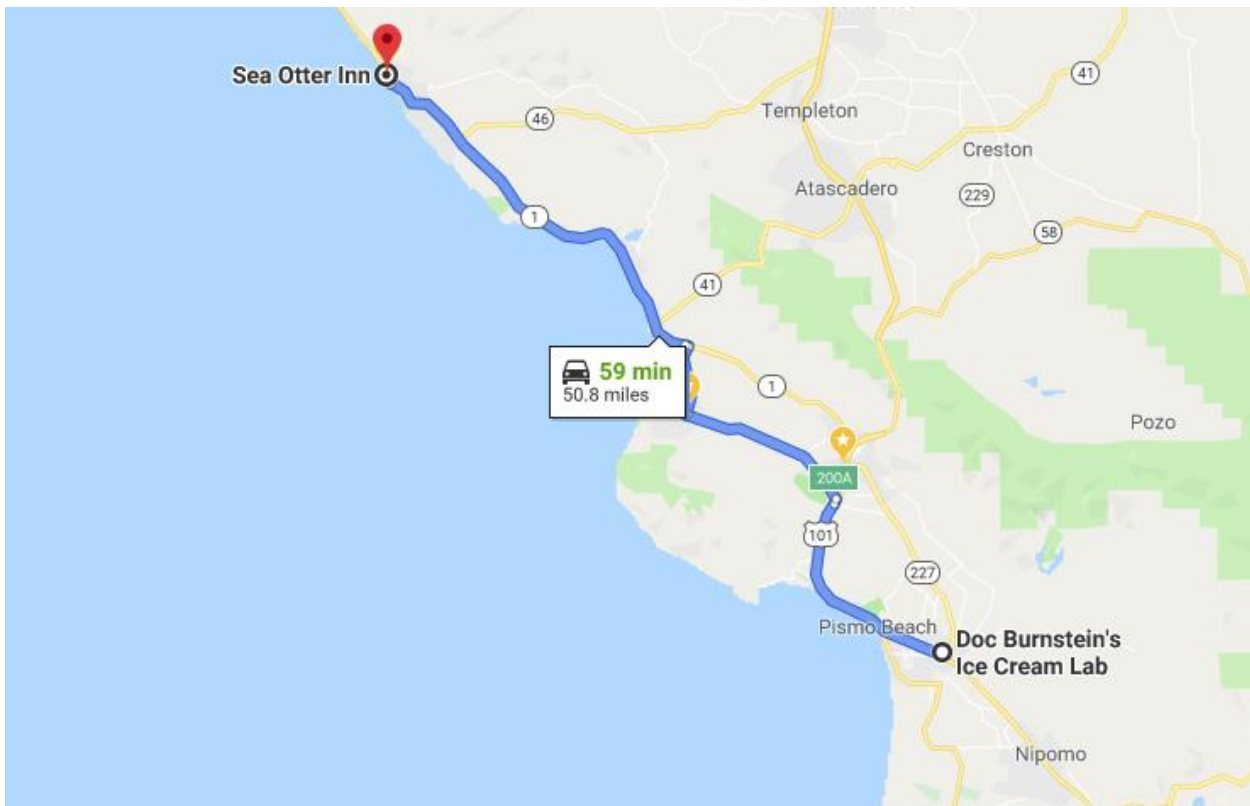 Sea Otter Inn
41
46
Templeton
Creston
Atascadero
229
1
58
41
59 min
50.8 miles
1
Pozo
200A
101
227
Pismo Beach
Doc Burnstein's
Ice Cream Lab
Nipomo